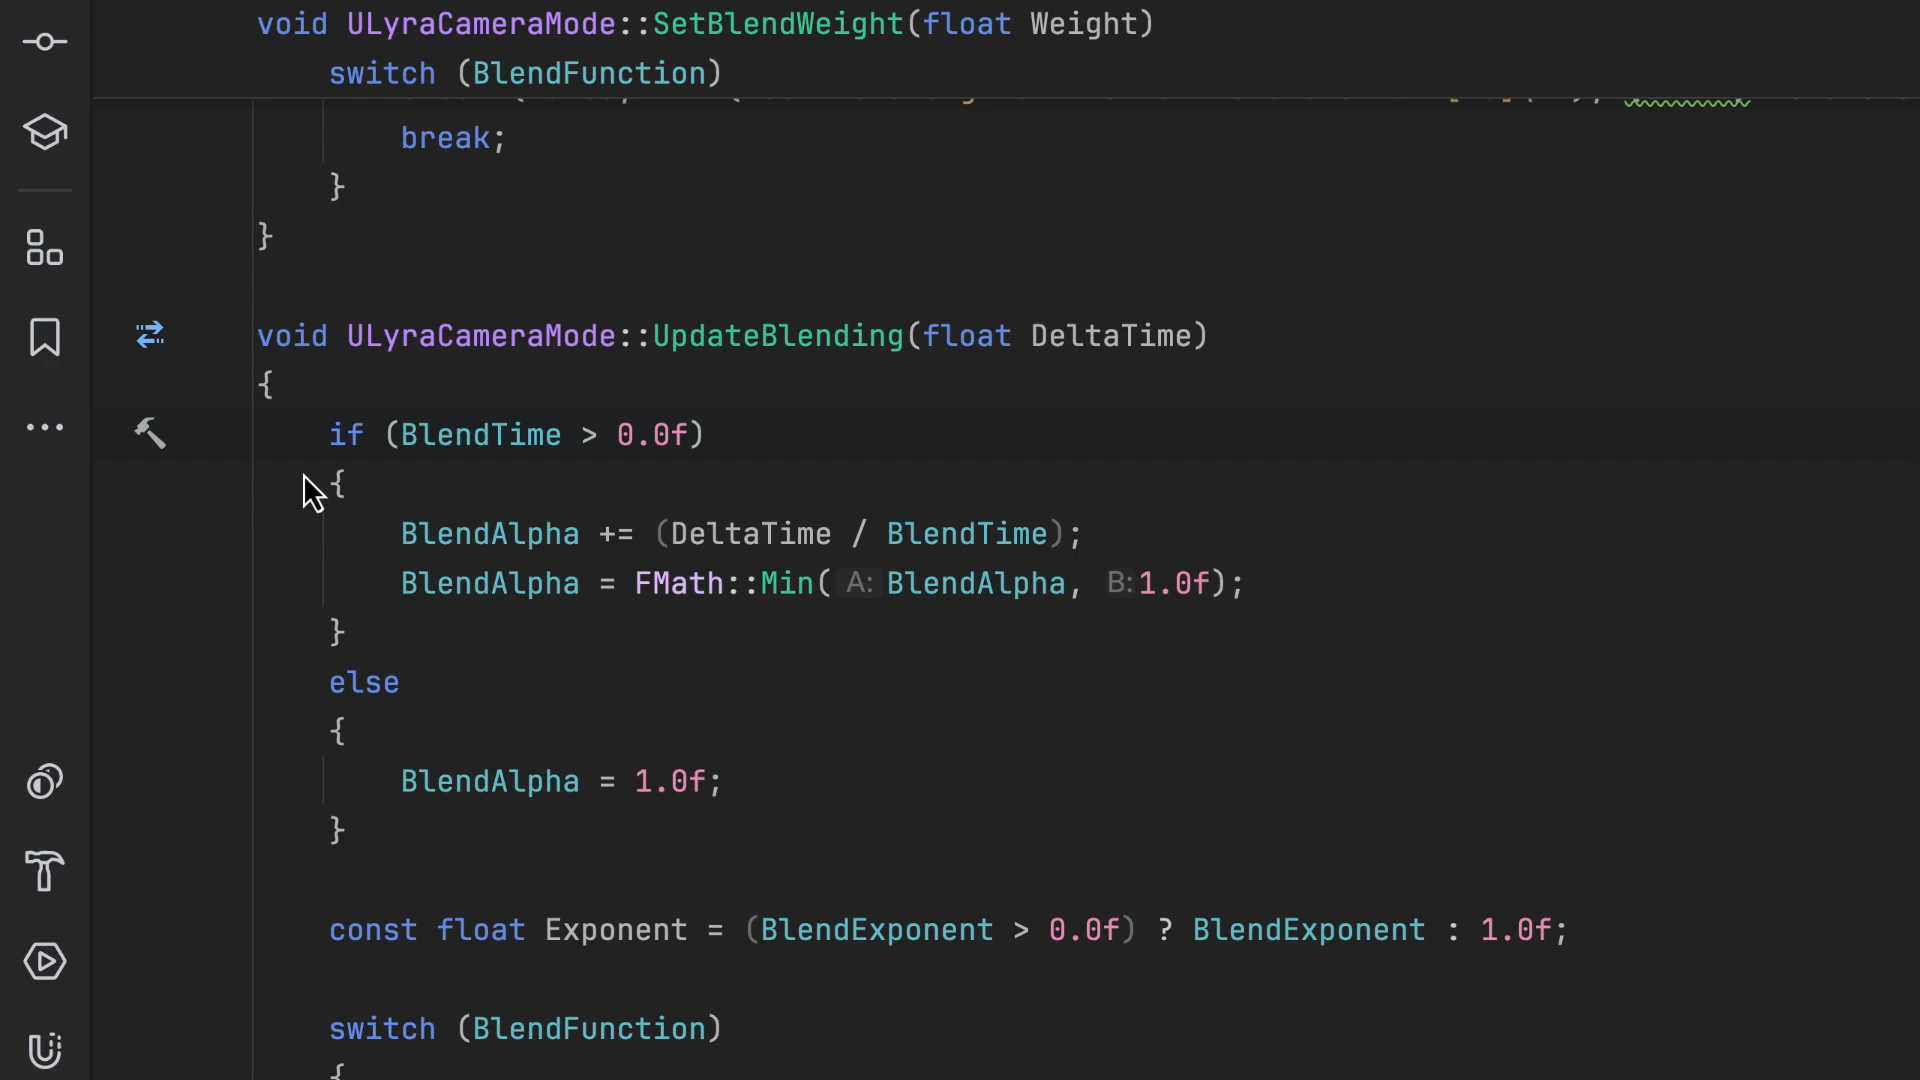 void ULyraCameraMode::SetBlendWeight(float Weight)
switch (BlendFunction)
break;
}
}
void ULyraCameraMode::UpdateBlending(float DeltaTime)
{
if (BlendTime > 0.0f)
{
BlendAlpha += (DeltaTime / BlendTime);
BlendAlpha = FMath::Min( A: BlendAlpha, B: 1.0f);
}
else
{
BlendAlpha = 1.0f;
}
const float Exponent = (BlendExponent > 0.0f) ? BlendExponent : 1.0f;
switch (BlendFunction)
{